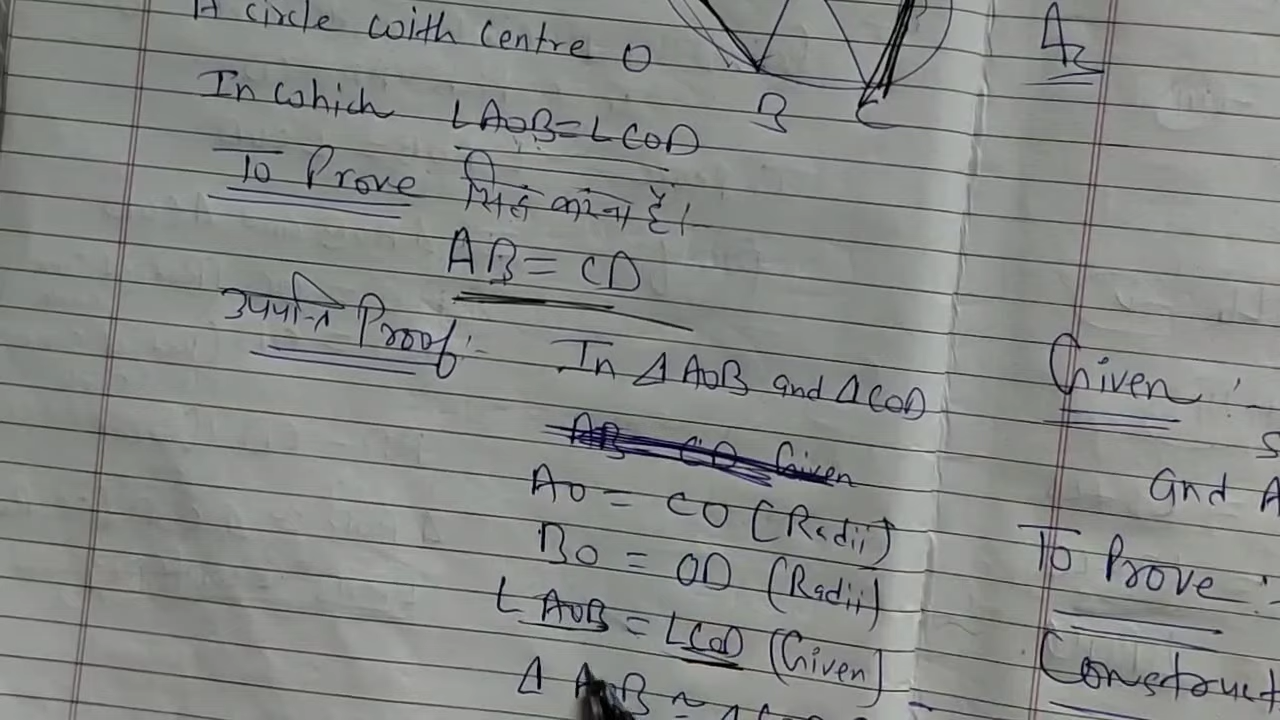 A circle with centre O
In which ∠AOB=∠COD
B C
To Prove सिद्ध करना है।
AB = CD
उपपत्ति Proof:- In Δ AOB and Δ COD
AB CD Given
AO = CO (Radii)
BO = OD (Radii)
∠AOB = ∠COD (Given)
Δ AOB ≅
Given :-
and A
To Prove :-
Construct